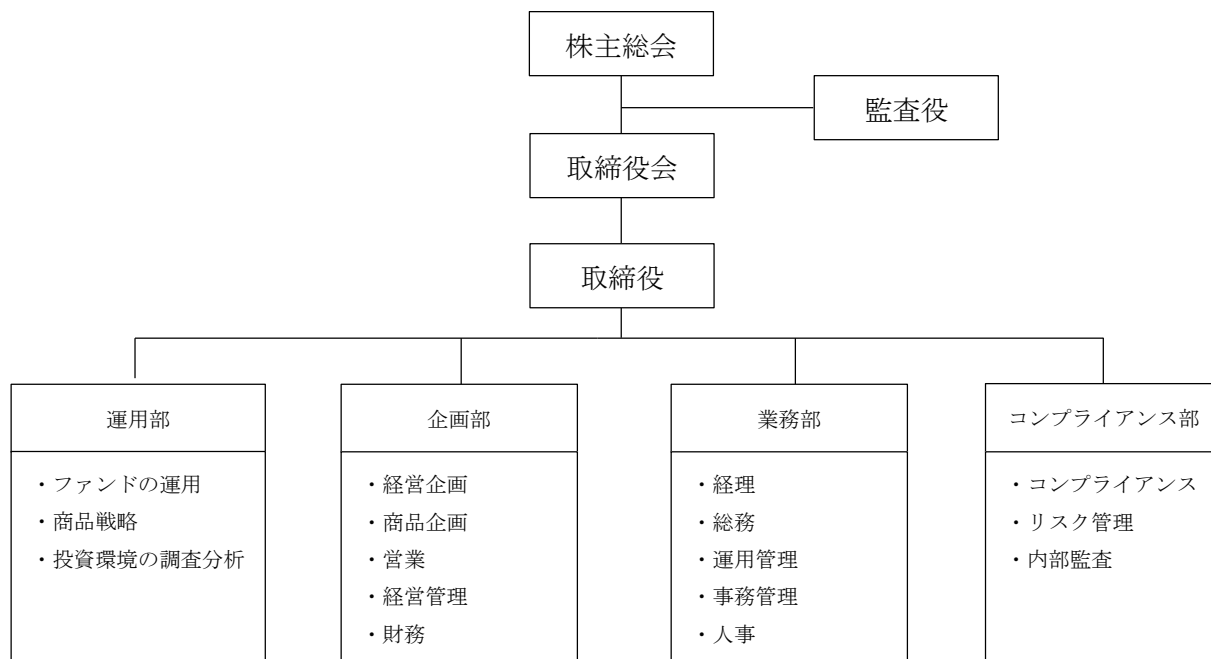 株主総会
監査役
取締役会
取締役
運用部
・ファンドの運用
・商品戦略
・投資環境の調査分析
企画部
・経営企画
・商品企画
・営業
・経営管理
・財務
業務部
・経理
・総務
・運用管理
・事務管理
・人事
コンプライアンス部
・コンプライアンス
・リスク管理
・内部監査